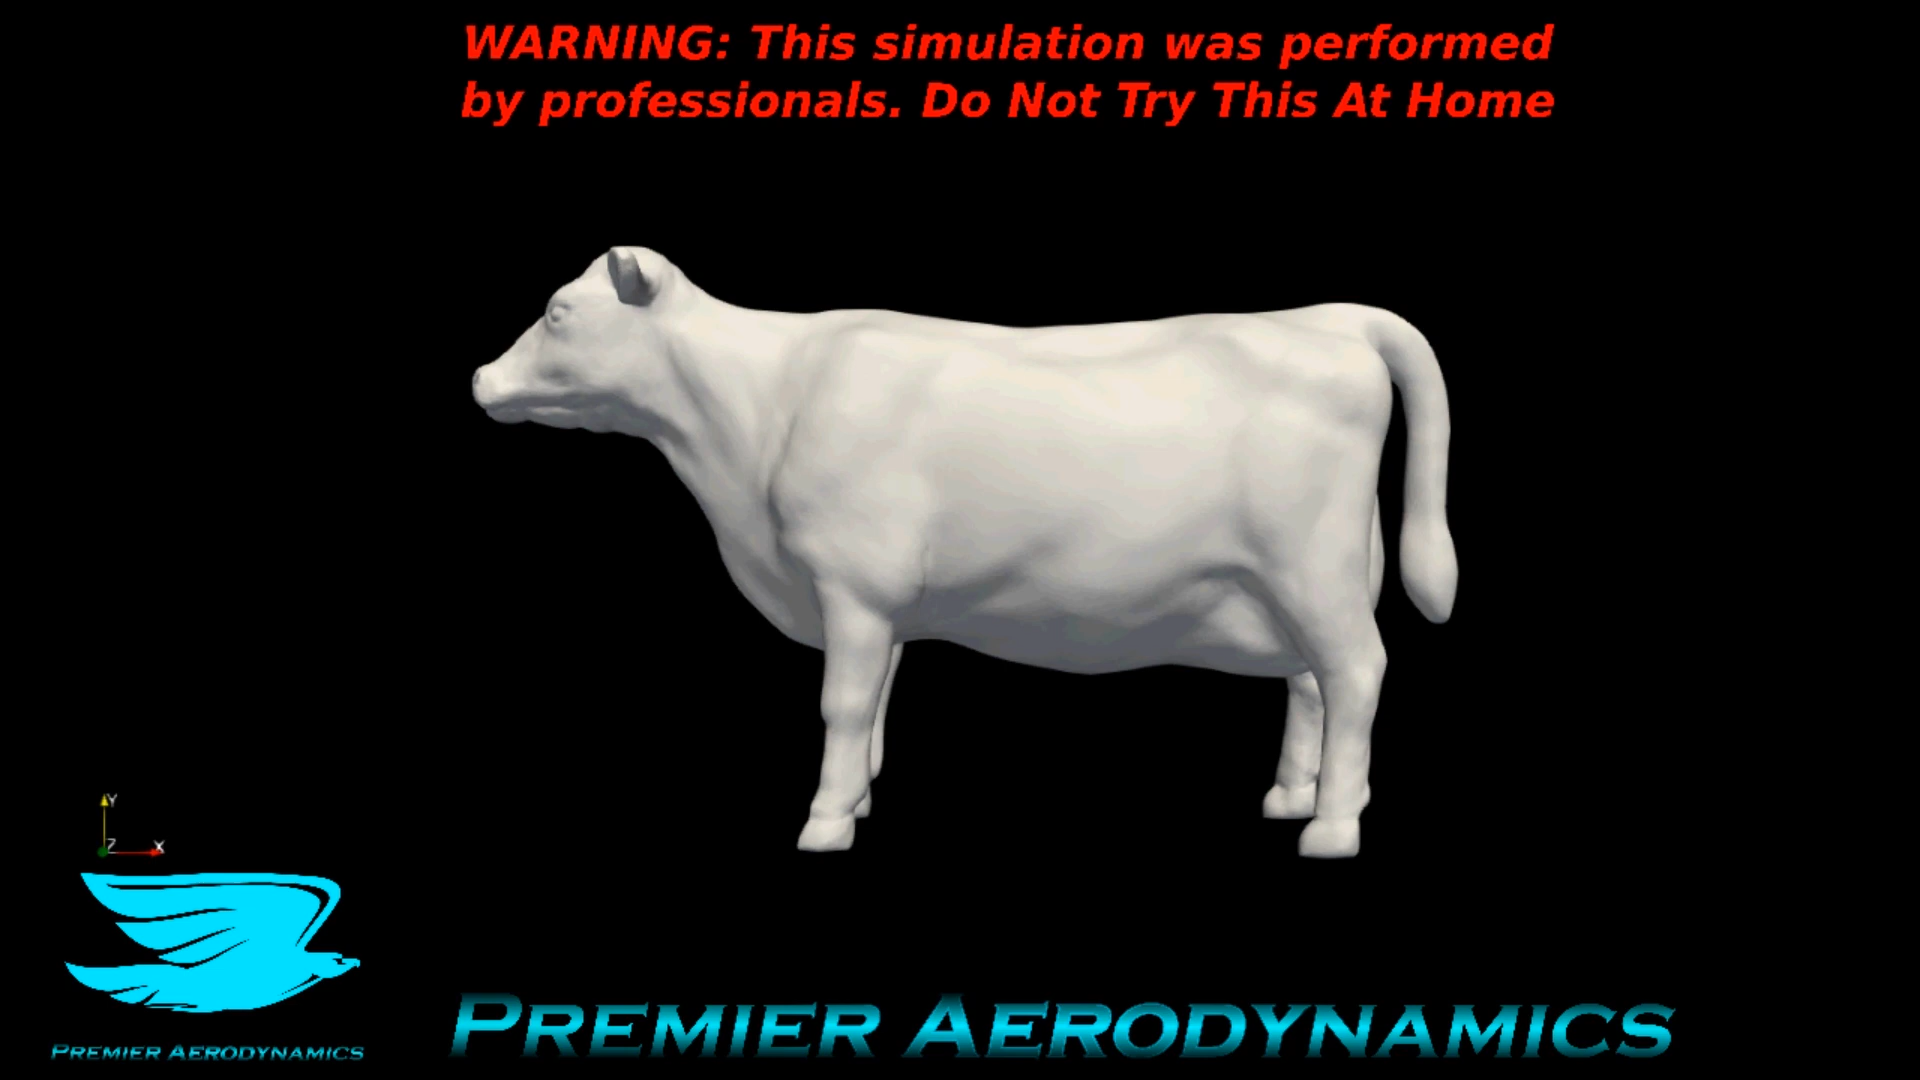 WARNING: This simulation was performed
by professionals. Do Not Try This At Home
Y
Z X
PREMIER AERODYNAMICS
PREMIER AERODYNAMICS